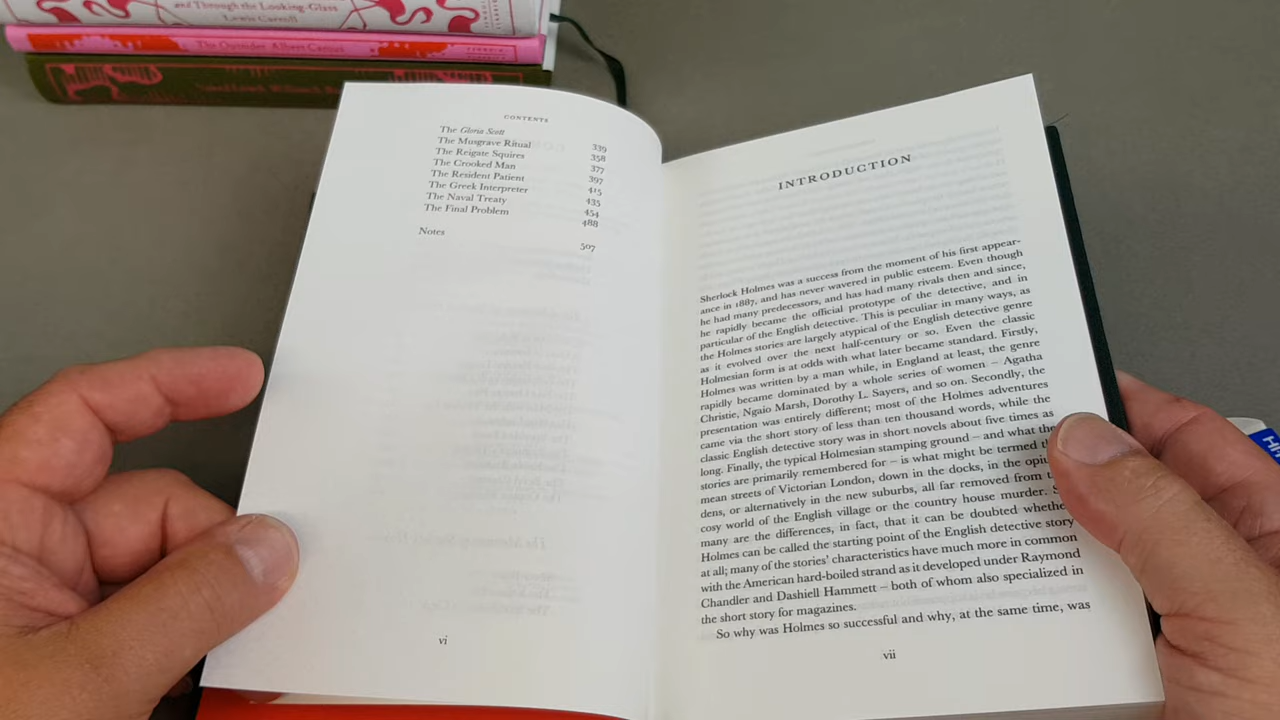 and Through the Looking-Glass
Lewis Carroll
The Outsider Albert Camus
CONTENTS
The Gloria Scott 339
The Musgrave Ritual 358
The Reigate Squires 377
The Crooked Man 397
The Resident Patient 415
The Greek Interpreter 435
The Naval Treaty 454
The Final Problem 488
Notes 507
vi
INTRODUCTION
Sherlock Holmes was a success from the moment of his first appear-
ance in 1887, and has never wavered in public esteem. Even though
he had many predecessors, and has had many rivals then and since,
he rapidly became the official prototype of the detective, and in
particular of the English detective. This is peculiar in many ways, as
the Holmes stories are largely atypical of the English detective genre
as it evolved over the next half-century or so. Even the classic
Holmesian form is at odds with what later became standard. Firstly,
Holmes was written by a man while, in England at least, the genre
rapidly became dominated by a whole series of women – Agatha
Christie, Ngaio Marsh, Dorothy L. Sayers, and so on. Secondly, the
presentation was entirely different; most of the Holmes adventures
came via the short story of less than ten thousand words, while the
classic English detective story was in short novels about five times as
long. Finally, the typical Holmesian stamping ground – and what the
stories are primarily remembered for – is what might be termed
mean streets of Victorian London, down in the docks, in the
dens, or alternatively in the new suburbs, all far removed from
cosy world of the English village or the country house murder.
many are the differences, in fact, that it can be doubted whether
Holmes can be called the starting point of the English detective story
at all; many of the stories' characteristics have much more in common
with the American hard-boiled strand as it developed under Raymond
Chandler and Dashiell Hammett – both of whom also specialized in
the short story for magazines.
So why was Holmes so successful and why, at the same time, was
vii